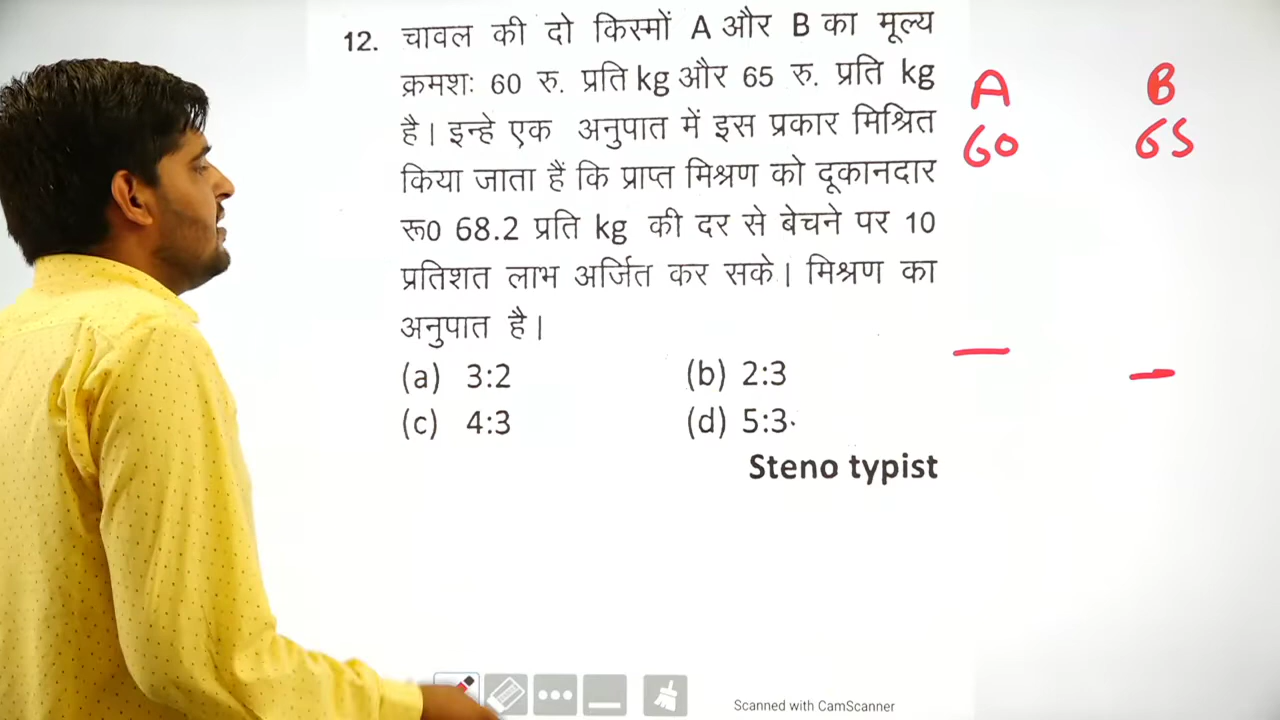 12. चावल की दो किस्मों A और B का मूल्य
क्रमशः 60 रु. प्रति kg और 65 रु. प्रति kg
है। इन्हे एक अनुपात में इस प्रकार मिश्रित
किया जाता हैं कि प्राप्त मिश्रण को दूकानदार
रू0 68.2 प्रति kg की दर से बेचने पर 10
प्रतिशत लाभ अर्जित कर सके। मिश्रण का
अनुपात है।
(a) 3:2 (b) 2:3
(c) 4:3 (d) 5:3
Steno typist
A B
60 65
Scanned with CamScanner